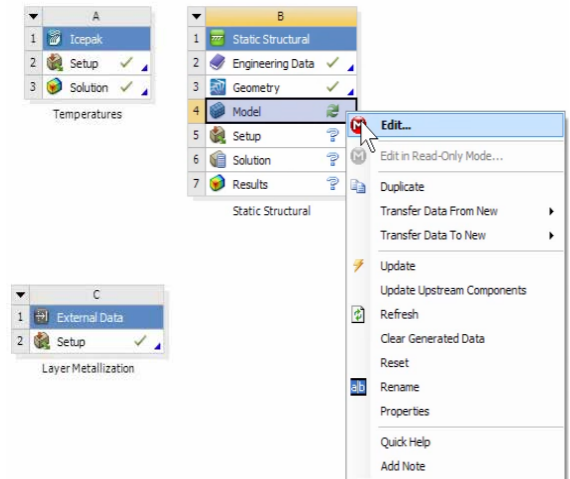 A
1 Icepak
2 Setup
3 Solution
Temperatures
B
1 Static Structural
2 Engineering Data
3 Geometry
4 Model
5 Setup ?
6 Solution ?
7 Results ?
Static Structural
C
1 External Data
2 Setup
Layer Metallization
Edit...
Edit in Read-Only Mode...
Duplicate
Transfer Data From New
Transfer Data To New
Update
Update Upstream Components
Refresh
Clear Generated Data
Reset
a|b Rename
Properties
Quick Help
Add Note